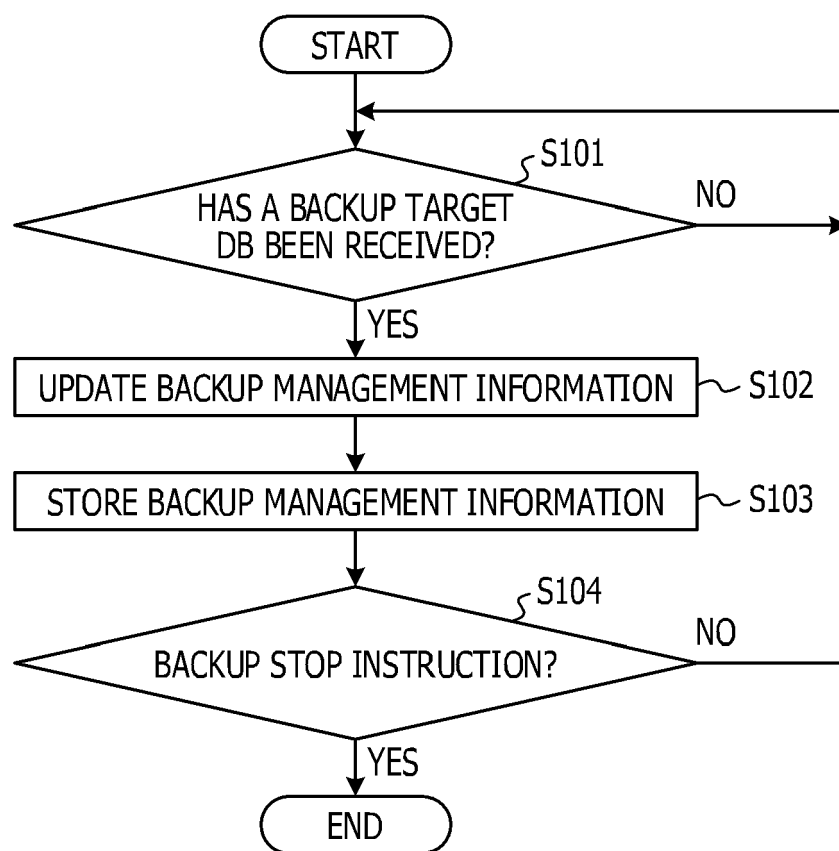 START
S101
HAS A BACKUP TARGET
DB BEEN RECEIVED?
NO
YES
UPDATE BACKUP MANAGEMENT INFORMATION
S102
STORE BACKUP MANAGEMENT INFORMATION
S103
S104
BACKUP STOP INSTRUCTION?
NO
YES
END